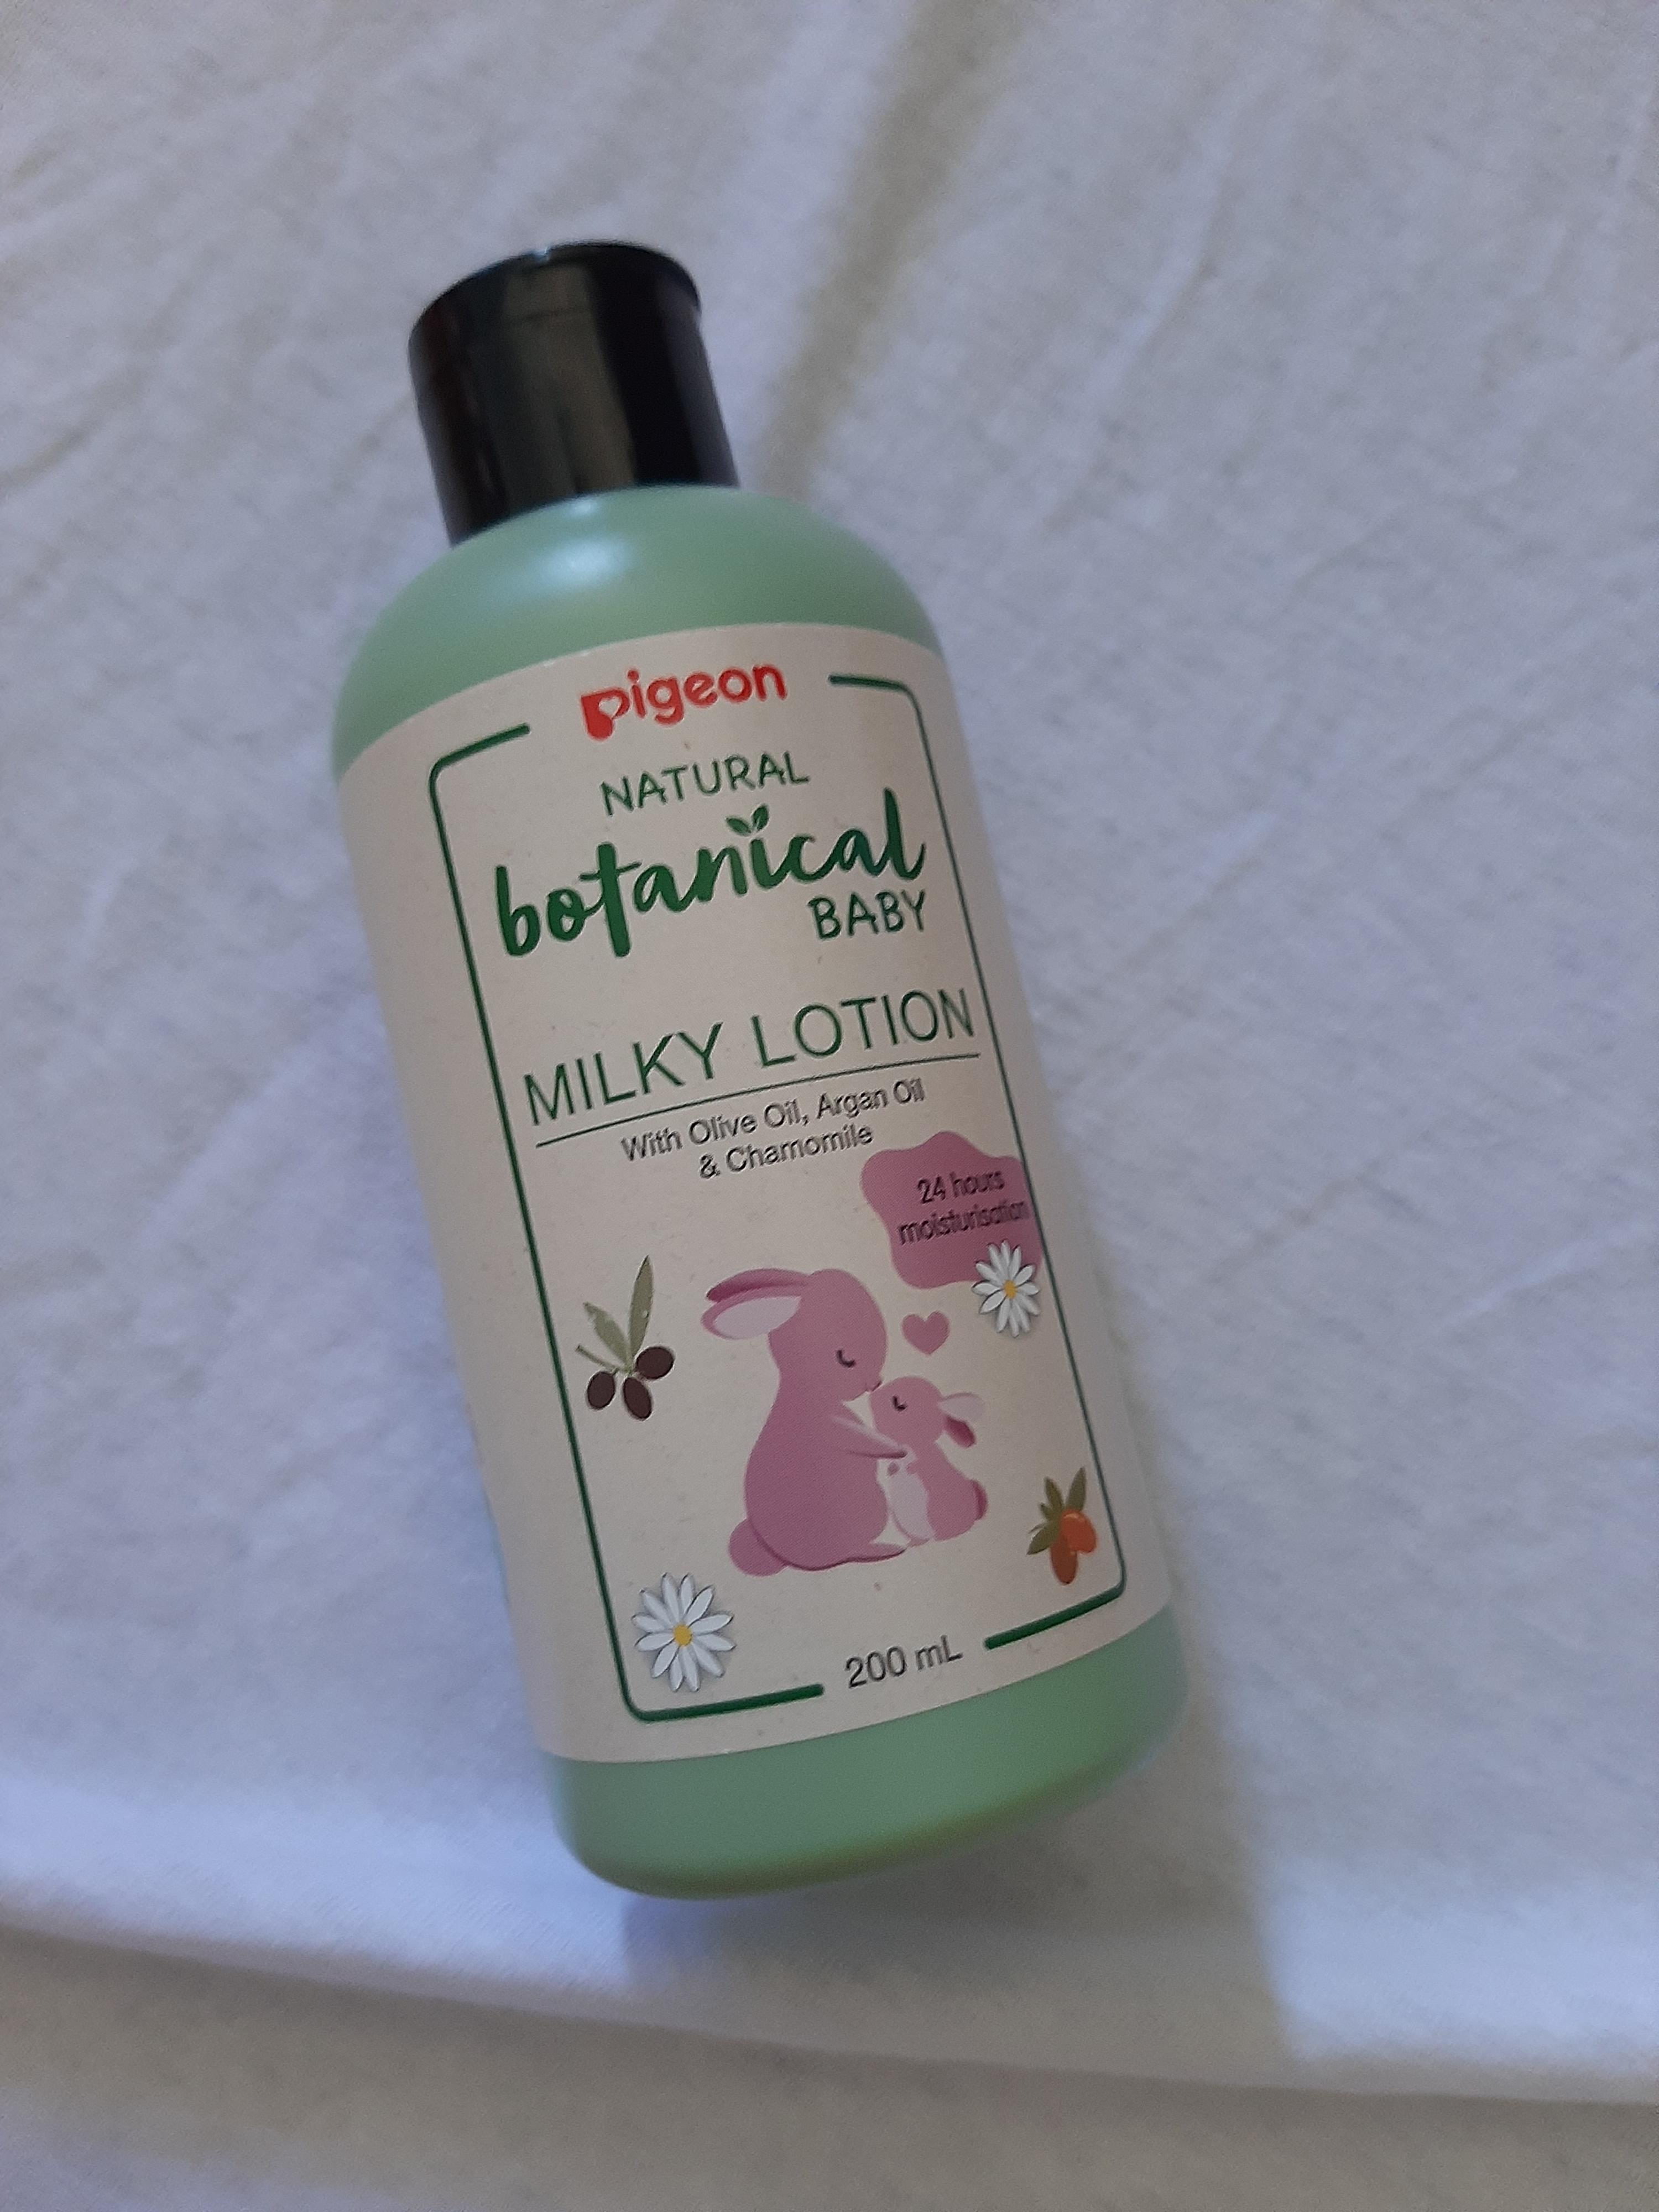 pigeon
NATURAL
botanical
BABY
MILKY LOTION
With Olive Oil, Argan Oil
& Chamomile
24 hours
moisturisation
200 mL